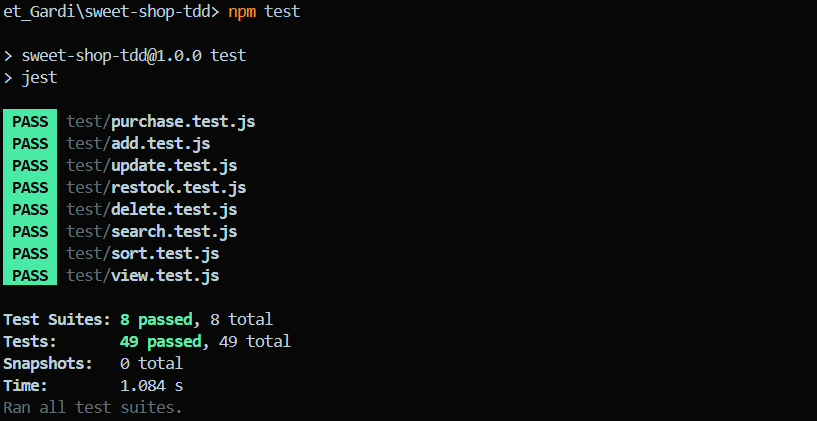 et_Gardi\sweet-shop-tdd> npm test
> sweet-shop-tdd@1.0.0 test
> jest
PASS test/purchase.test.js
PASS test/add.test.js
PASS test/update.test.js
PASS test/restock.test.js
PASS test/delete.test.js
PASS test/search.test.js
PASS test/sort.test.js
PASS test/view.test.js
Test Suites: 8 passed, 8 total
Tests: 49 passed, 49 total
Snapshots: 0 total
Time: 1.084 s
Ran all test suites.